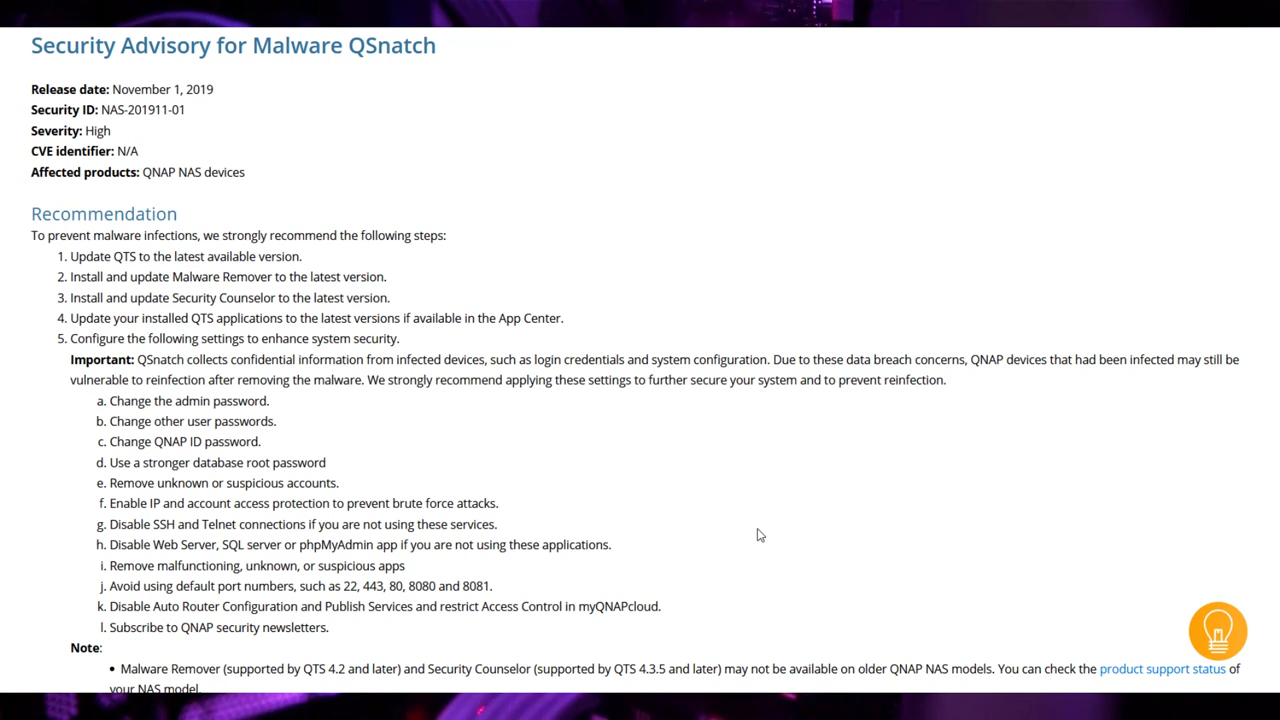 Security Advisory for Malware QSnatch
Release date: November 1, 2019
Security ID: NAS-201911-01
Severity: High
CVE identifier: N/A
Affected products: QNAP NAS devices
Recommendation
To prevent malware infections, we strongly recommend the following steps:
1. Update QTS to the latest available version.
2. Install and update Malware Remover to the latest version.
3. Install and update Security Counselor to the latest version.
4. Update your installed QTS applications to the latest versions if available in the App Center.
5. Configure the following settings to enhance system security.
Important: QSnatch collects confidential information from infected devices, such as login credentials and system configuration. Due to these data breach concerns, QNAP devices that had been infected may still be
vulnerable to reinfection after removing the malware. We strongly recommend applying these settings to further secure your system and to prevent reinfection.
a. Change the admin password.
b. Change other user passwords.
c. Change QNAP ID password.
d. Use a stronger database root password
e. Remove unknown or suspicious accounts.
f. Enable IP and account access protection to prevent brute force attacks.
g. Disable SSH and Telnet connections if you are not using these services.
h. Disable Web Server, SQL server or phpMyAdmin app if you are not using these applications.
i. Remove malfunctioning, unknown, or suspicious apps
j. Avoid using default port numbers, such as 22, 443, 80, 8080 and 8081.
k. Disable Auto Router Configuration and Publish Services and restrict Access Control in myQNAPcloud.
l. Subscribe to QNAP security newsletters.
Note:
• Malware Remover (supported by QTS 4.2 and later) and Security Counselor (supported by QTS 4.3.5 and later) may not be available on older QNAP NAS models. You can check the product support status of
your NAS model.